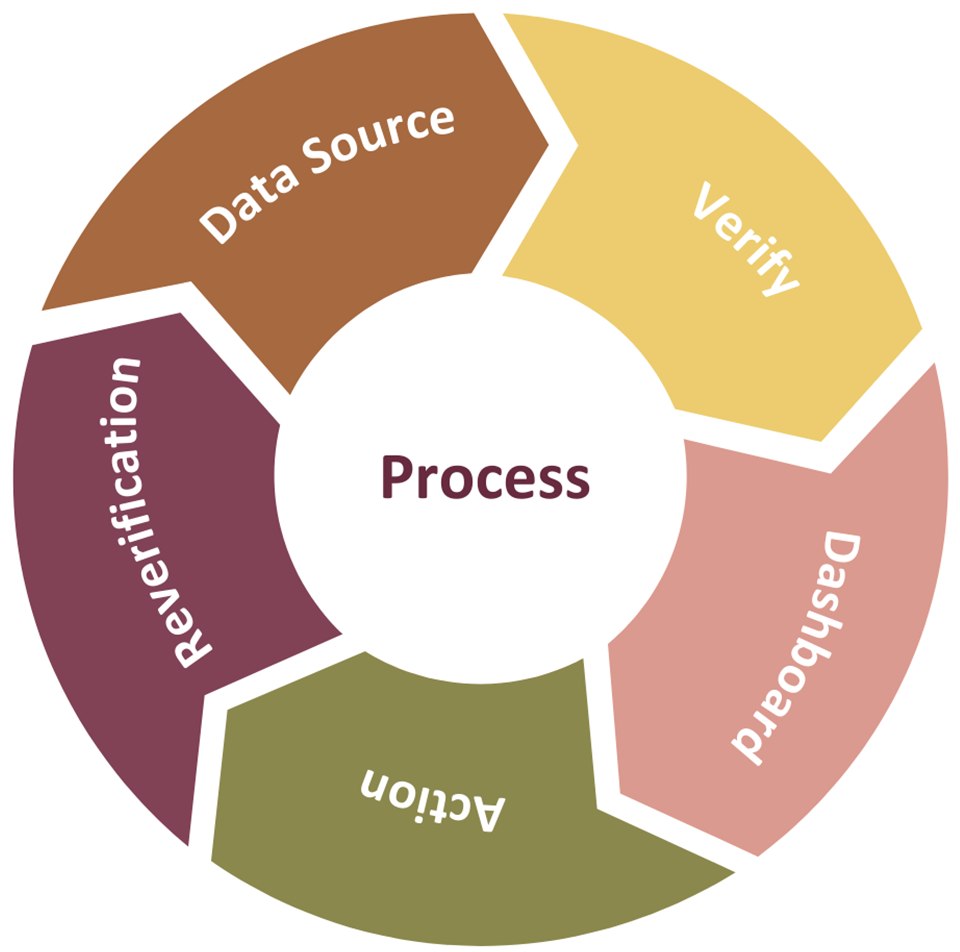 Data Source
Verify
Dashboard
Action
Reverification
Process